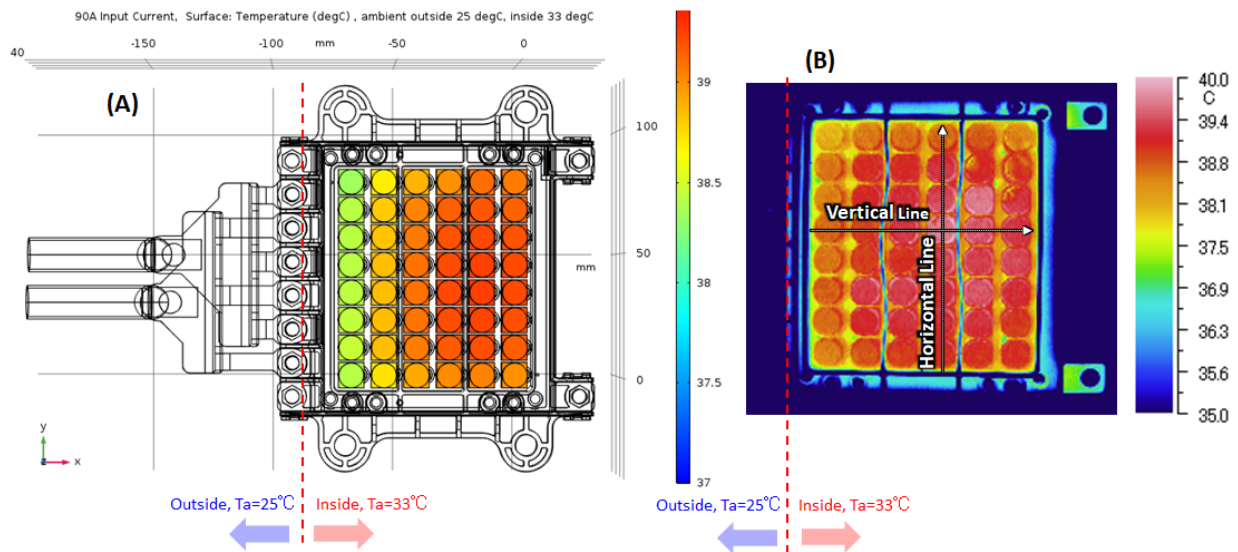 90A Input Current,  Surface: Temperature (degC) , ambient outside 25 degC, inside 33 degC
-150 -100 mm -50 0
40
(A)
100
50
mm
0
y
z x
39
38.5
38
37.5
37
Outside, Ta=25℃ Inside, Ta=33℃
(B)
Vertical Line
Horizontal Line
40.0
C
39.4
38.8
38.1
37.5
36.9
36.3
35.6
35.0
Outside, Ta=25℃ Inside, Ta=33℃